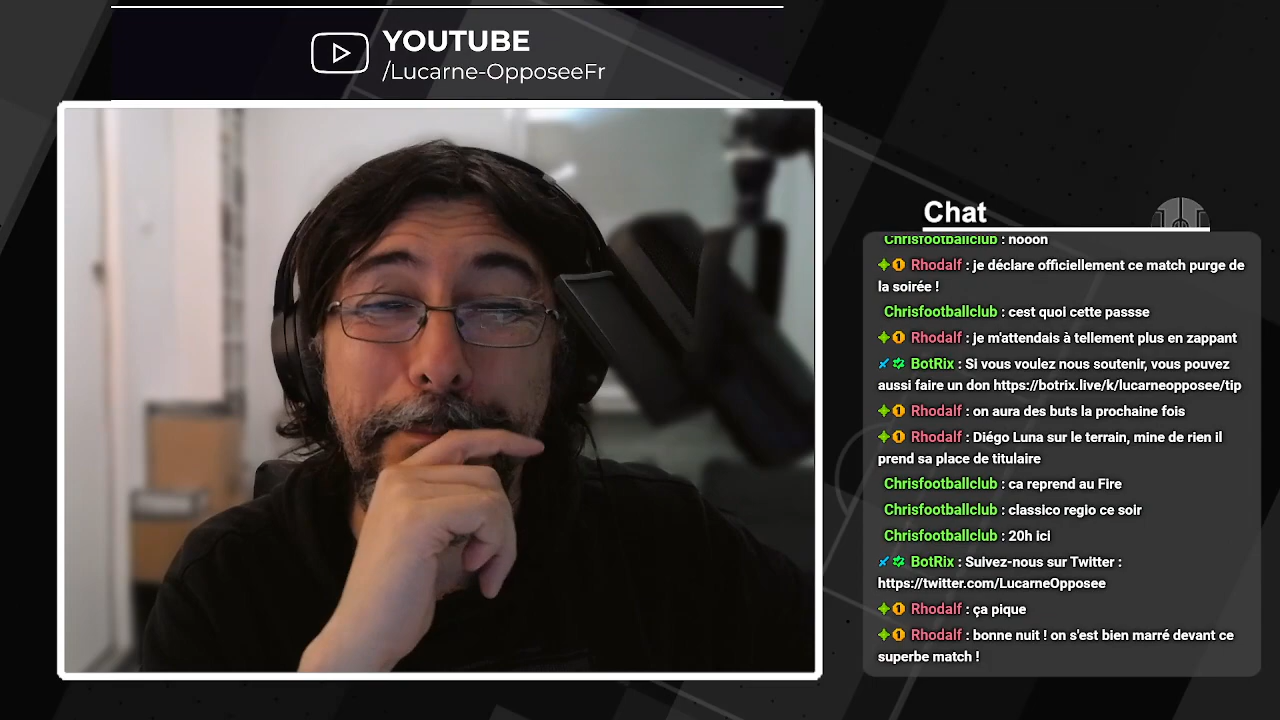 YOUTUBE
/Lucarne-OpposeeFr
Chat
Chrisfootballclub : nooon
Rhodalf : je déclare officiellement ce match purge de
la soirée !
Chrisfootballclub : cest quoi cette passse
Rhodalf : je m'attendais à tellement plus en zappant
BotRix : Si vous voulez nous soutenir, vous pouvez
aussi faire un don https://botrix.live/k/lucarneopposee/tip
Rhodalf : on aura des buts la prochaine fois
Rhodalf : Diégo Luna sur le terrain, mine de rien il
prend sa place de titulaire
Chrisfootballclub : ca reprend au Fire
Chrisfootballclub : classico regio ce soir
Chrisfootballclub : 20h ici
BotRix : Suivez-nous sur Twitter :
https://twitter.com/LucarneOpposee
Rhodalf : ça pique
Rhodalf : bonne nuit ! on s'est bien marré devant ce
superbe match !